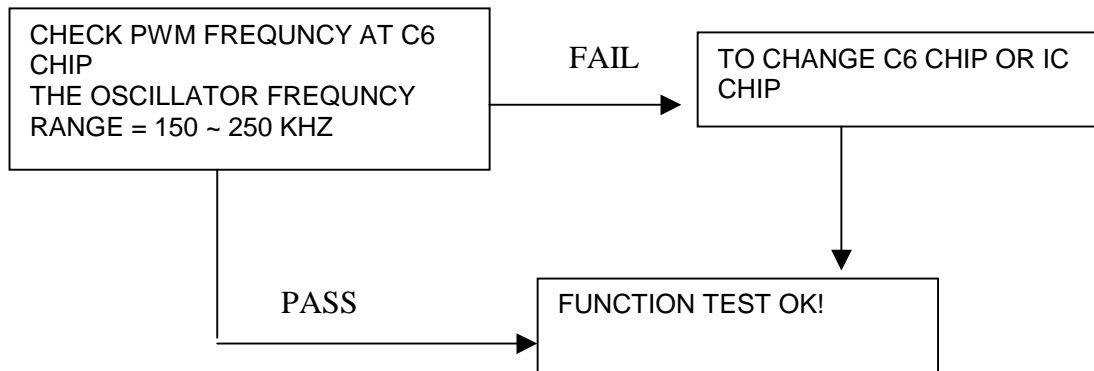 CHECK PWM FREQUNCY AT C6
CHIP
THE OSCILLATOR FREQUNCY
RANGE = 150 ~ 250 KHZ
FAIL
TO CHANGE C6 CHIP OR IC
CHIP
PASS
FUNCTION TEST OK!